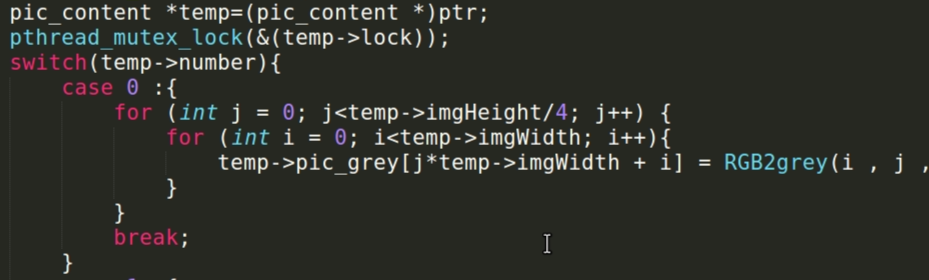 pic_content *temp=(pic_content *)ptr;
pthread_mutex_lock(&(temp->lock));
switch(temp->number){
case 0 :{
for (int j = 0; j<temp->imgHeight/4; j++) {
for (int i = 0; i<temp->imgWidth; i++){
temp->pic_grey[j*temp->imgWidth + i] = RGB2grey(i , j ,
}
}
break;
}